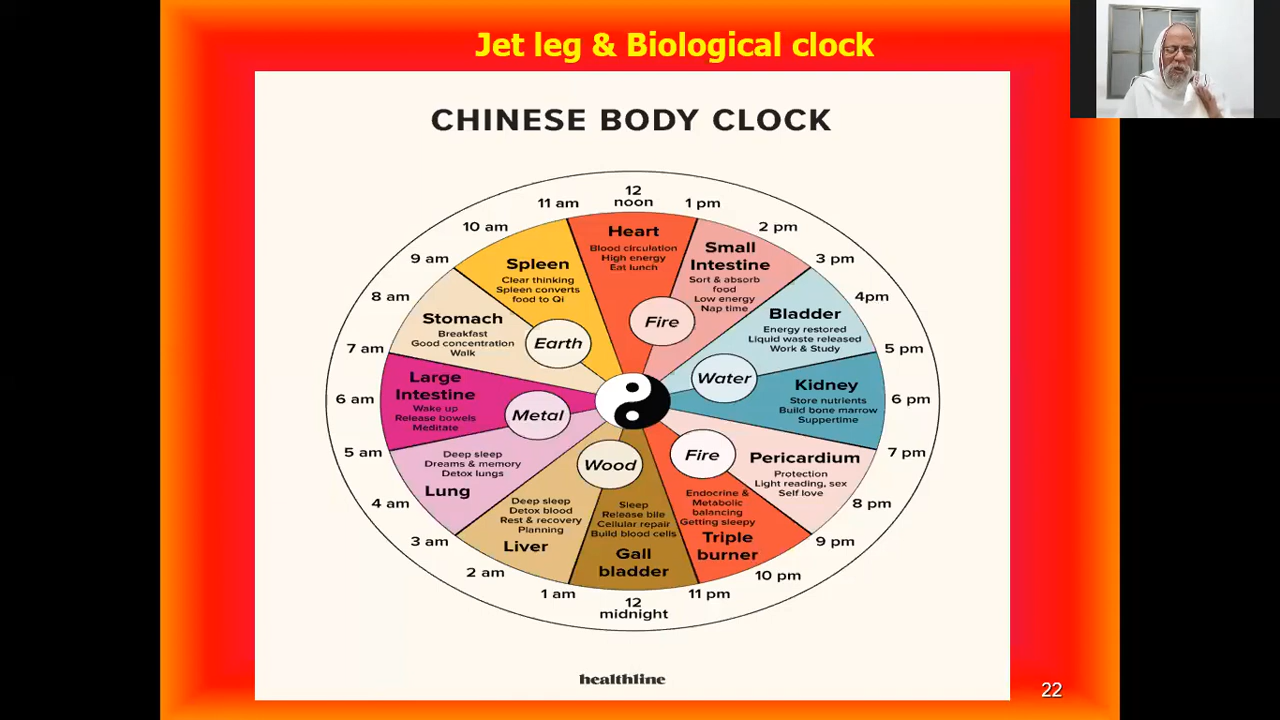 Jet leg & Biological clock
CHINESE BODY CLOCK
12
noon
1 pm
2 pm
3 pm
4pm
5 pm
6 pm
7 pm
8 pm
9 pm
10 pm
11 pm
12
midnight
1 am
2 am
3 am
4 am
5 am
6 am
7 am
8 am
9 am
10 am
11 am
Heart
Blood circulation
High energy
Eat lunch
Small
Intestine
Sort & absorb
food
Low energy
Nap time
Fire
Bladder
Energy restored
Liquid waste released
Work & Study
Water
Kidney
Store nutrients
Build bone marrow
Suppertime
Pericardium
Protection
Light reading, sex
Self love
Fire
Endocrine &
Metabolic
balancing
Getting sleepy
Triple
burner
Sleep
Release bile
Cellular repair
Build blood cells
Gall
bladder
Wood
Deep sleep
Detox blood
Rest & recovery
Planning
Liver
Deep sleep
Dreams & memory
Detox lungs
Lung
Metal
Large
Intestine
Wake up
Release bowels
Meditate
Stomach
Breakfast
Good concentration
Walk
Earth
Spleen
Clear thinking
Spleen converts
food to Qi
healthline
22